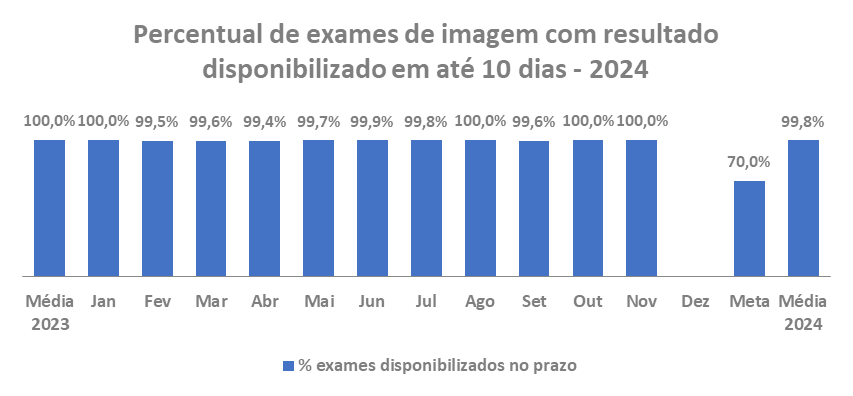 Percentual de exames de imagem com resultado
disponibilizado em até 10 dias - 2024
100,0% 100,0% 99,5% 99,6% 99,4% 99,7% 99,9% 99,8% 100,0% 99,6% 100,0% 100,0% 70,0% 99,8%
Média Jan Fev Mar Abr Mai Jun Jul Ago Set Out Nov Dez Meta Média
2023 2024
% exames disponibilizados no prazo